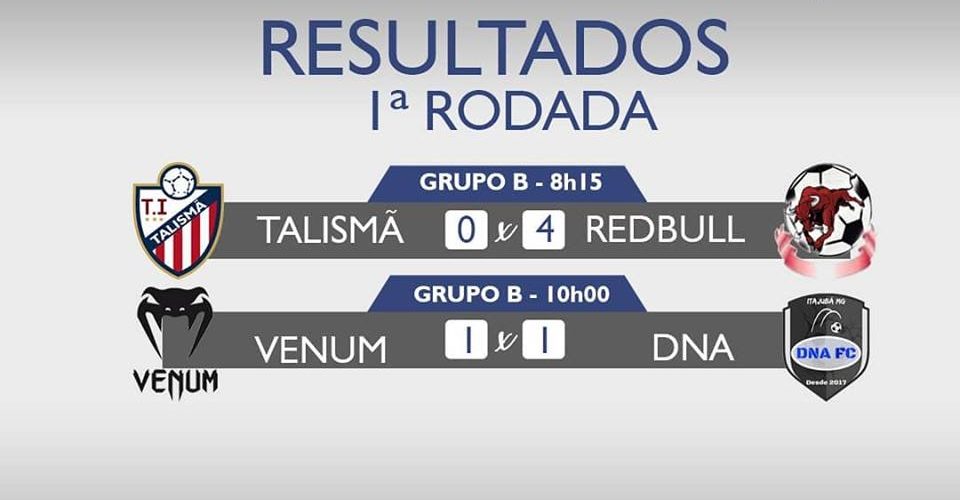 RESULTADOS
1ª RODADA
GRUPO B - 8h15
T.I
TALISMÃ
TALISMÃ 0 x 4 REDBULL
GRUPO B - 10h00
VENUM
VENUM 1 x 1 DNA
ITAJUBÁ MG
DNA FC
Desde 2017